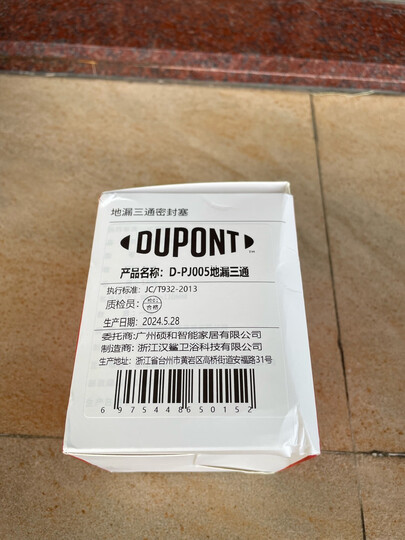 地漏三通密封塞
DUPONT
产品名称：D-PJ005地漏三通
执行标准：JC/T932-2013
质检员：合格
生产日期：2024.5.28
委托商：广州硕和智能家居有限公司
制造商：浙江汉鲨卫浴科技有限公司
生产地址：浙江省台州市黄岩区高桥街道安福路31号
6975448650152